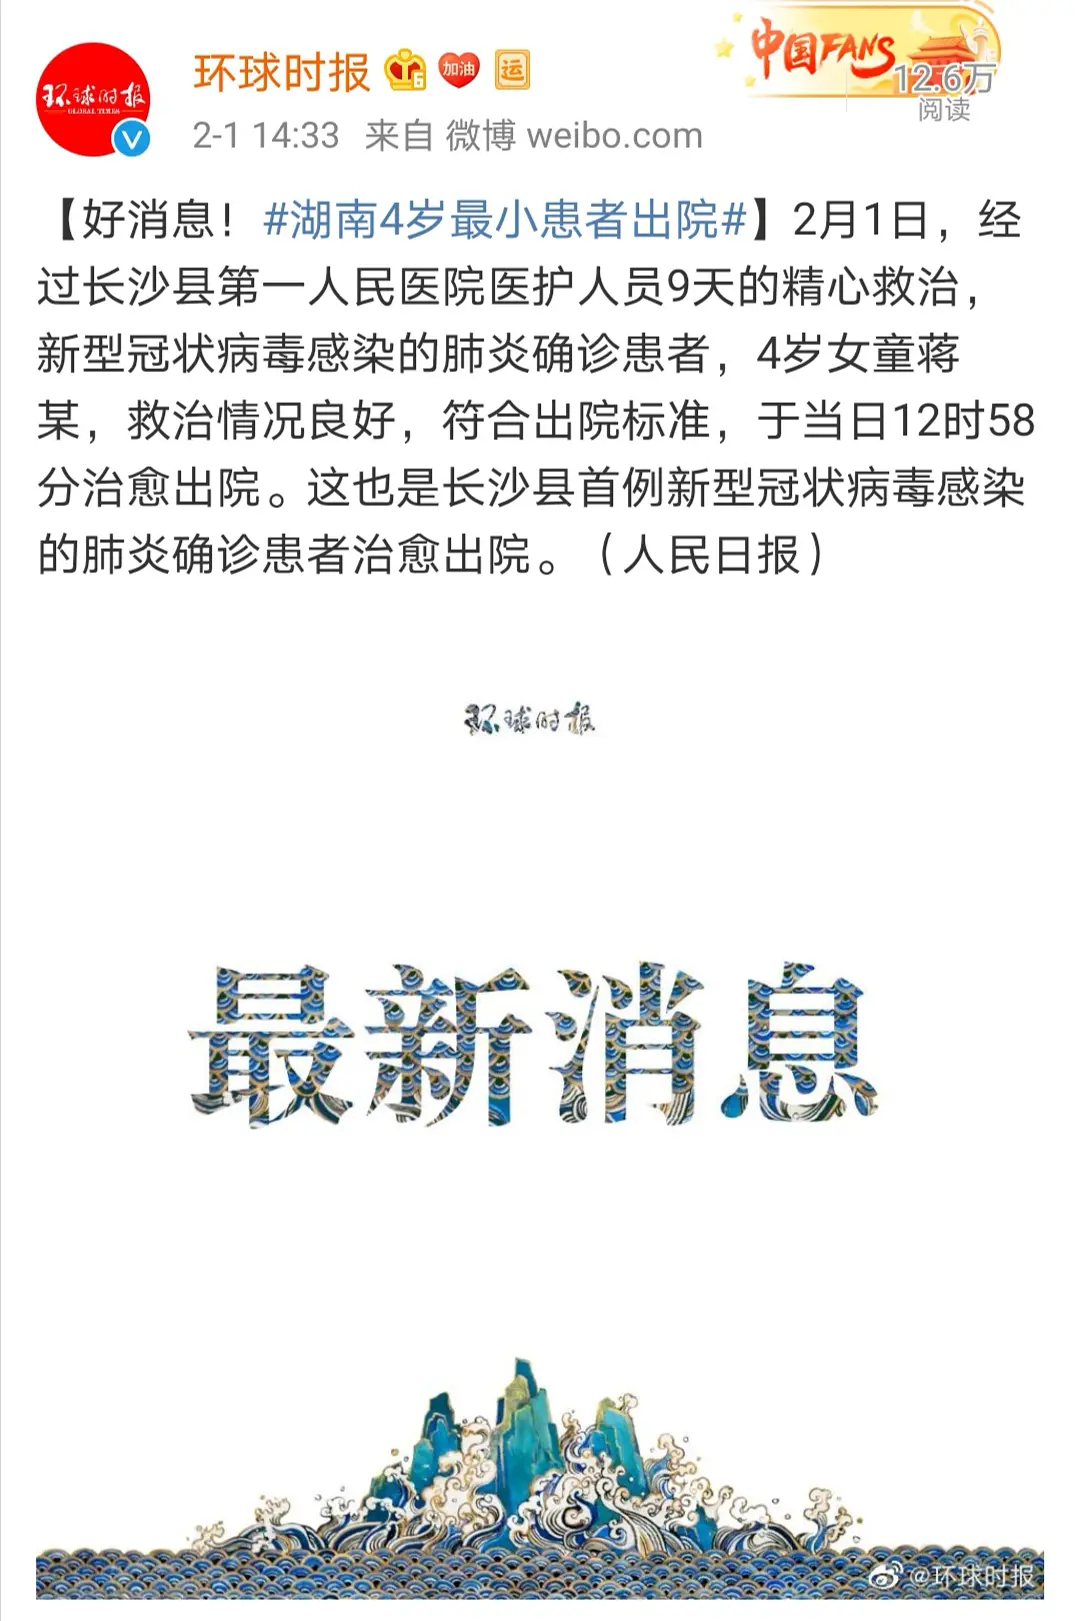 环球时报
GLOBAL TIMES
环球时报 加油 运
中国FANS
12.6万
阅读
2-1 14:33 来自 微博 weibo.com
【好消息！#湖南4岁最小患者出院#】2月1日，经
过长沙县第一人民医院医护人员9天的精心救治，
新型冠状病毒感染的肺炎确诊患者，4岁女童蒋
某，救治情况良好，符合出院标准，于当日12时58
分治愈出院。这也是长沙县首例新型冠状病毒感染
的肺炎确诊患者治愈出院。（人民日报）
环球时报
最新消息
@环球时报